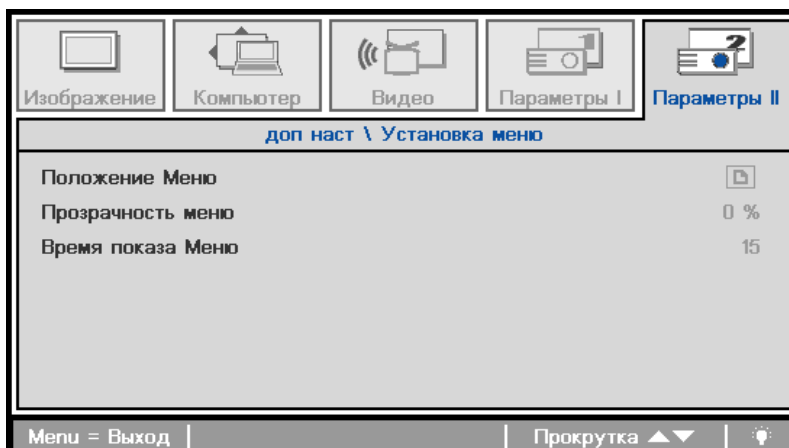 Изображение
Компьютер
Видео
Параметры I
Параметры II
доп наст \ Установка меню
Положение Меню
Прозрачность меню 0 %
Время показа Меню 15
Menu = Выход | | Прокрутка ▲▼ |